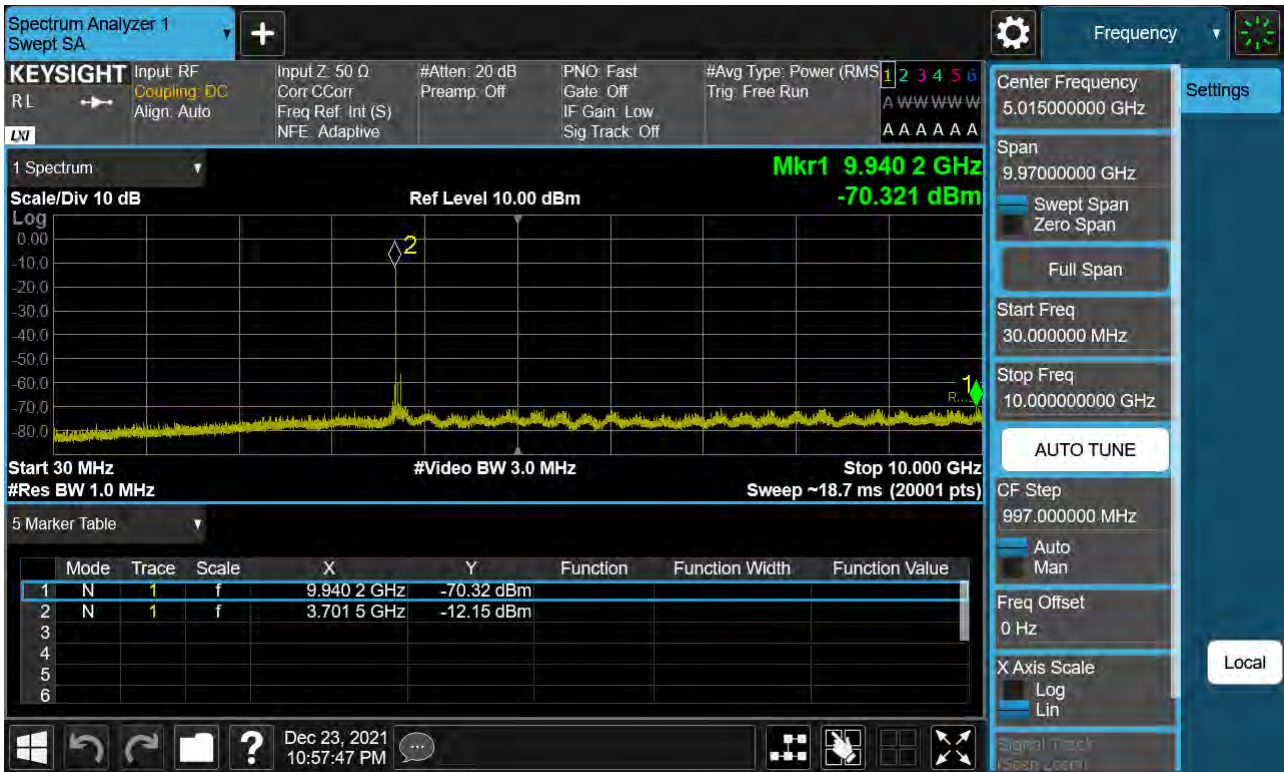 Spectrum Analyzer 1
Swept SA
Frequency
KEYSIGHT
RL
LXI
Input: RF
Coupling: DC
Align: Auto
Input Z: 50 Ω
Corr CCorr
Freq Ref: Int (S)
NFE: Adaptive
#Atten: 20 dB
Preamp: Off
PNO: Fast
Gate: Off
IF Gain: Low
Sig Track: Off
#Avg Type: Power (RMS
Trig: Free Run
1 2 3 4 5 6
A W W W W W
A A A A A A
1 Spectrum
Mkr1 9.940 2 GHz
Scale/Div 10 dB
Ref Level 10.00 dBm
-70.321 dBm
Log
0.00
-10.0
-20.0
-30.0
-40.0
-50.0
-60.0
-70.0
-80.0
2
1
R...
Start 30 MHz
#Video BW 3.0 MHz
Stop 10.000 GHz
#Res BW 1.0 MHz
Sweep ~18.7 ms (20001 pts)
5 Marker Table
Mode Trace Scale X Y Function Function Width Function Value
1 N 1 f 9.940 2 GHz -70.32 dBm
2 N 1 f 3.701 5 GHz -12.15 dBm
3
4
5
6
Dec 23, 2021
10:57:47 PM
Center Frequency
5.015000000 GHz
Span
9.97000000 GHz
Swept Span
Zero Span
Full Span
Start Freq
30.000000 MHz
Stop Freq
10.000000000 GHz
AUTO TUNE
CF Step
997.000000 MHz
Auto
Man
Freq Offset
0 Hz
X Axis Scale
Log
Lin
Signal Track
(Span Zoom)
Settings
Local